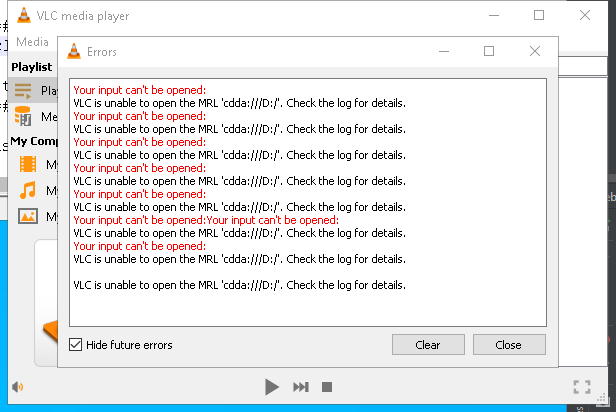 VLC media player
Media
Errors
Playlist
Your input can't be opened:
VLC is unable to open the MRL 'cdda:///D:/'. Check the log for details.
Your input can't be opened:
VLC is unable to open the MRL 'cdda:///D:/'. Check the log for details.
Your input can't be opened:
VLC is unable to open the MRL 'cdda:///D:/'. Check the log for details.
Your input can't be opened:
VLC is unable to open the MRL 'cdda:///D:/'. Check the log for details.
Your input can't be opened:
VLC is unable to open the MRL 'cdda:///D:/'. Check the log for details.
Your input can't be opened:Your input can't be opened:
VLC is unable to open the MRL 'cdda:///D:/'. Check the log for details.
Your input can't be opened:
VLC is unable to open the MRL 'cdda:///D:/'. Check the log for details.
VLC is unable to open the MRL 'cdda:///D:/'. Check the log for details.
My Comp
Hide future errors
Clear
Close